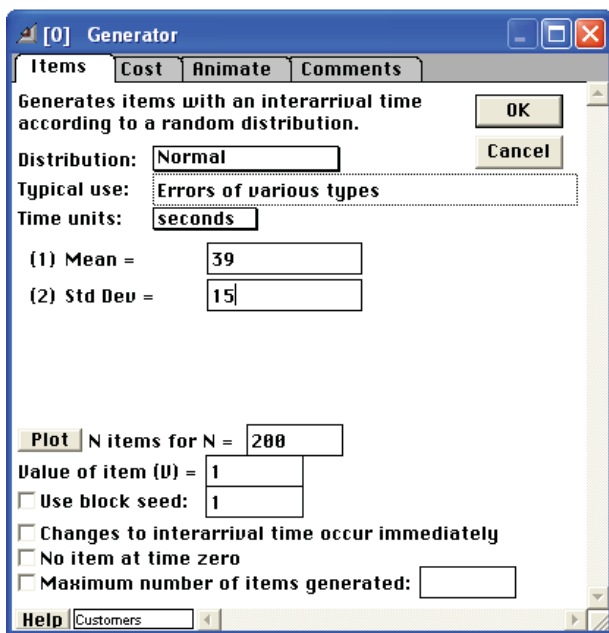 [0] Generator
Items Cost Animate Comments
Generates items with an interarrival time
according to a random distribution.
OK
Cancel
Distribution: Normal
Typical use: Errors of various types
Time units: seconds
(1) Mean = 39
(2) Std Dev = 15
Plot N items for N = 200
Value of item (V) = 1
Use block seed: 1
Changes to interarrival time occur immediately
No item at time zero
Maximum number of items generated:
Help Customers